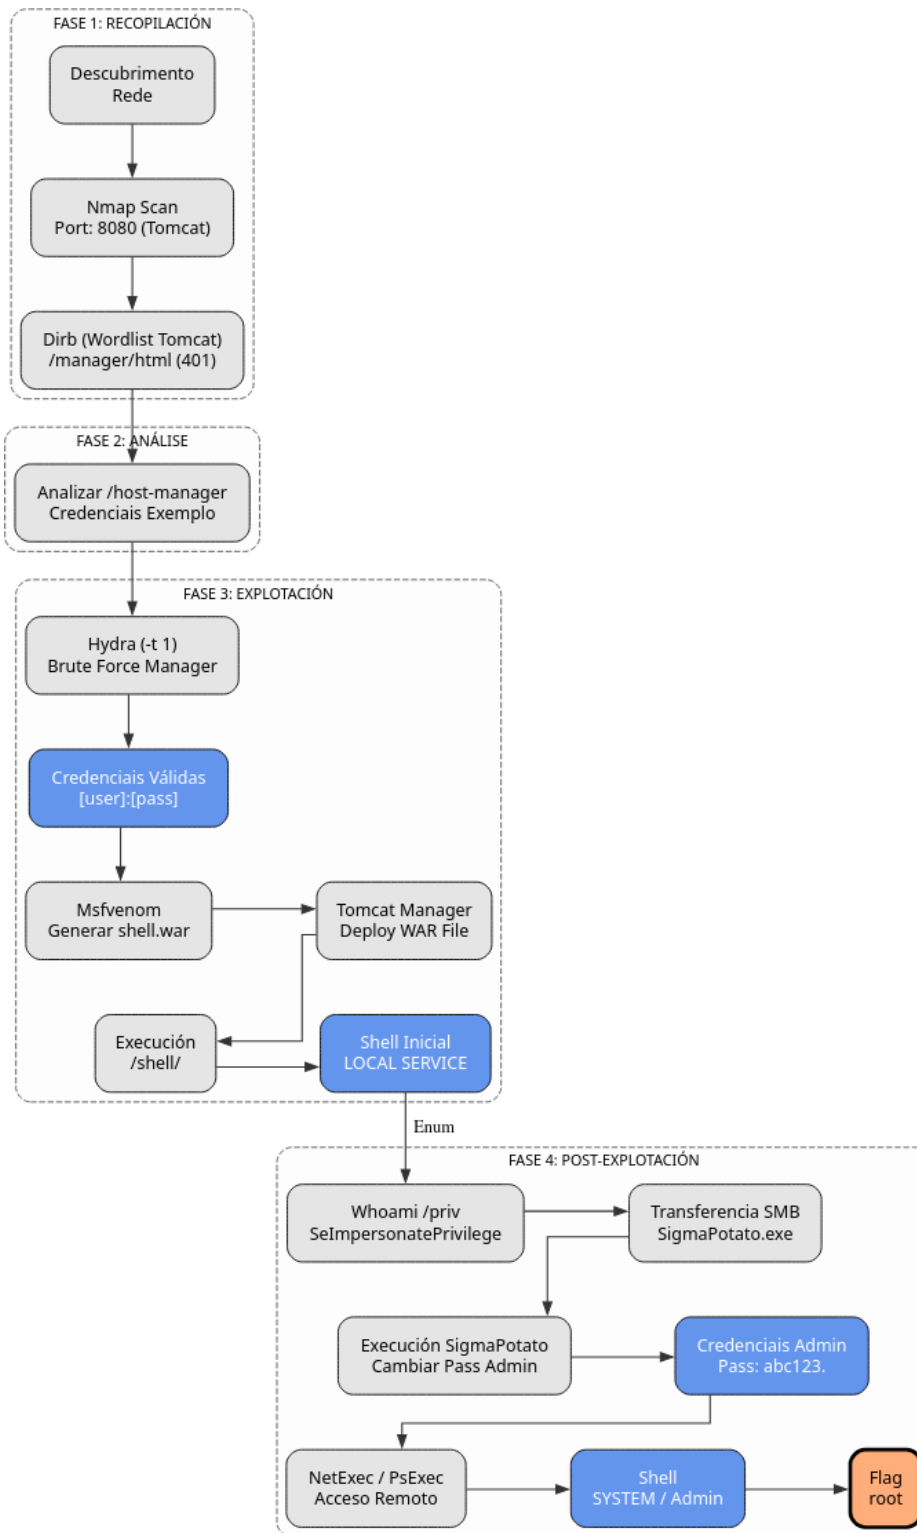 FASE 1: RECOPILACIÓN
Descubrimento
Rede
Nmap Scan
Port: 8080 (Tomcat)
Dirb (Wordlist Tomcat)
/manager/html (401)
FASE 2: ANÁLISE
Analizar /host-manager
Credenciais Exemplo
FASE 3: EXPLOTACIÓN
Hydra (-t 1)
Brute Force Manager
Credenciais Válidas
[user]:[pass]
Msfvenom
Generar shell.war
Tomcat Manager
Deploy WAR File
Execución
/shell/
Shell Inicial
LOCAL SERVICE
Enum
FASE 4: POST-EXPLOTACIÓN
Whoami /priv
SeImpersonatePrivilege
Transferencia SMB
SigmaPotato.exe
Execución SigmaPotato
Cambiar Pass Admin
Credenciais Admin
Pass: abc123.
NetExec / PsExec
Acceso Remoto
Shell
SYSTEM / Admin
Flag
root